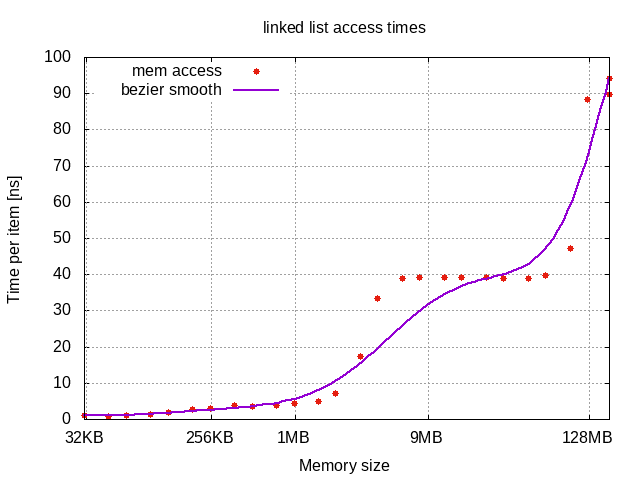 linked list access times
mem access
bezier smooth
100
90
80
70
60
50
40
30
20
10
0
Time per item [ns]
32KB 256KB 1MB 9MB 128MB
Memory size